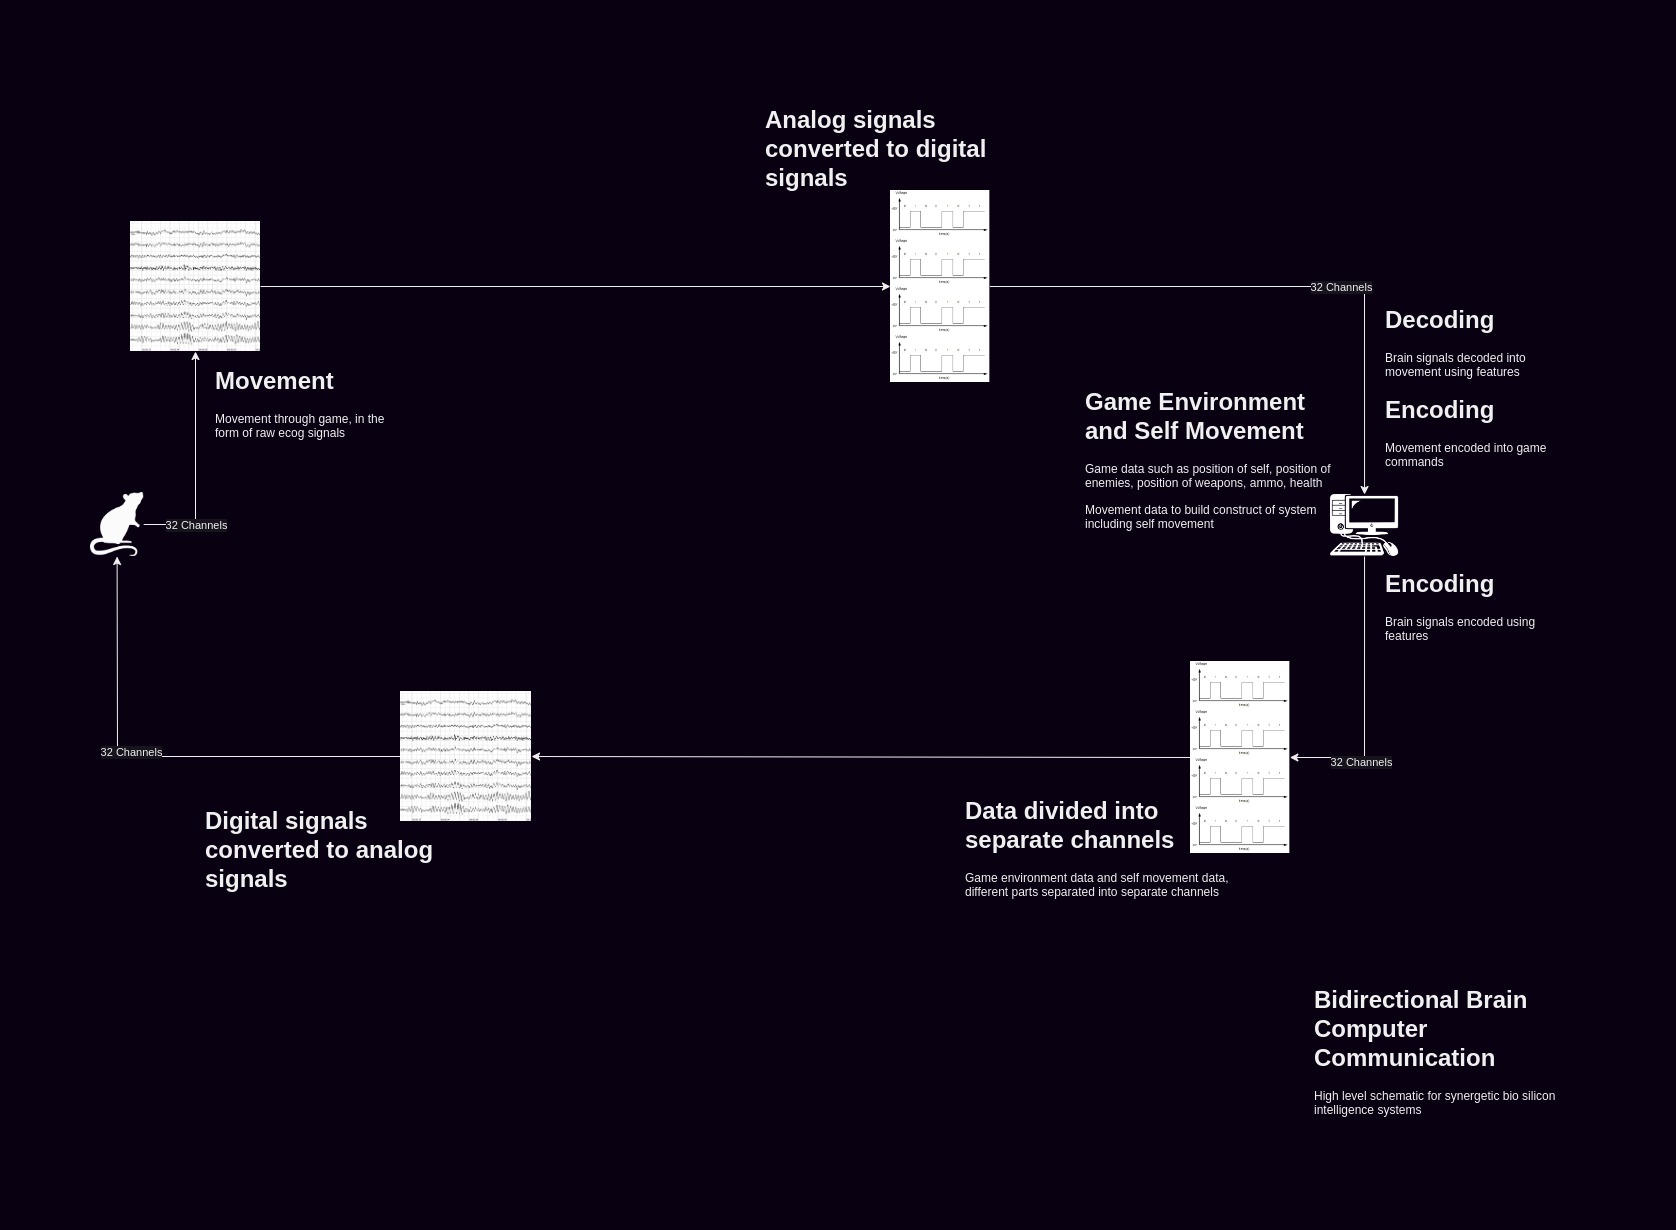 Analog signals
converted to digital
signals
32 Channels
Decoding
Brain signals decoded into
movement using features
Encoding
Movement encoded into game
commands
Movement
Movement through game, in the
form of raw ecog signals
Game Environment
and Self Movement
Game data such as position of self, position of
enemies, position of weapons, ammo, health
Movement data to build construct of system
including self movement
32 Channels
Encoding
Brain signals encoded using
features
32 Channels
32 Channels
Data divided into
separate channels
Game environment data and self movement data,
different parts separated into separate channels
Digital signals
converted to analog
signals
Bidirectional Brain
Computer
Communication
High level schematic for synergetic bio silicon
intelligence systems